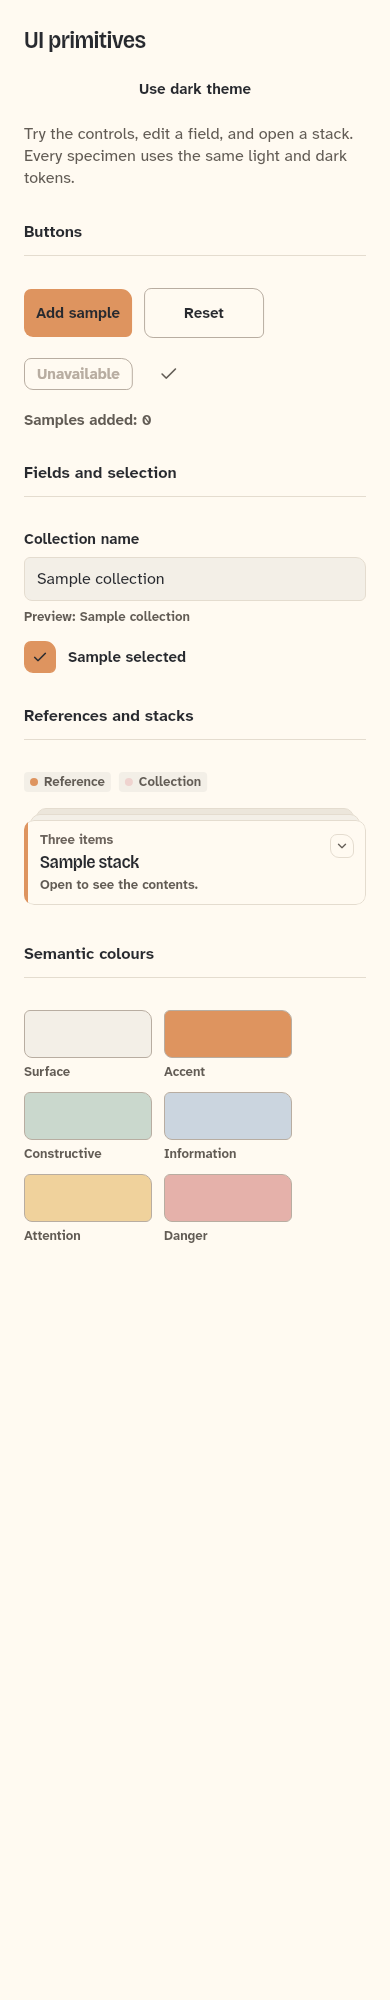 UI primitives
Use dark theme
Try the controls, edit a field, and open a stack.
Every specimen uses the same light and dark
tokens.
Buttons
Add sample
Reset
Unavailable
Samples added: 0
Fields and selection
Collection name
Sample collection
Preview: Sample collection
Sample selected
References and stacks
Reference
Collection
Three items
Sample stack
Open to see the contents.
Semantic colours
Surface
Accent
Constructive
Information
Attention
Danger